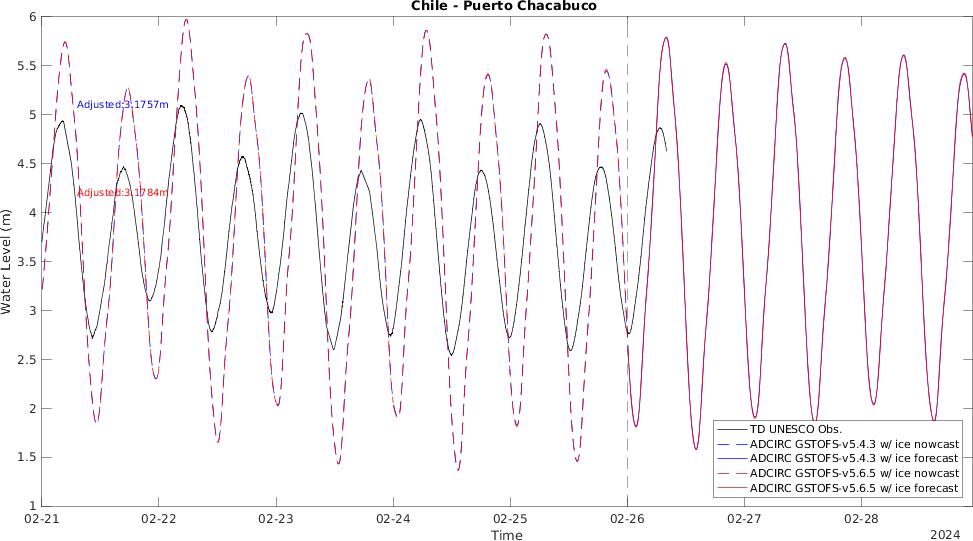 Chile - Puerto Chacabuco
6
5.5
5
4.5
4
3.5
3
2.5
2
1.5
1
Water Level (m)
Adjusted:3.1757m
Adjusted:3.1784m
TD UNESCO Obs.
ADCIRC GSTOFS-v5.4.3 w/ ice nowcast
ADCIRC GSTOFS-v5.4.3 w/ ice forecast
ADCIRC GSTOFS-v5.6.5 w/ ice nowcast
ADCIRC GSTOFS-v5.6.5 w/ ice forecast
02-21 02-22 02-23 02-24 02-25 02-26 02-27 02-28
Time
2024